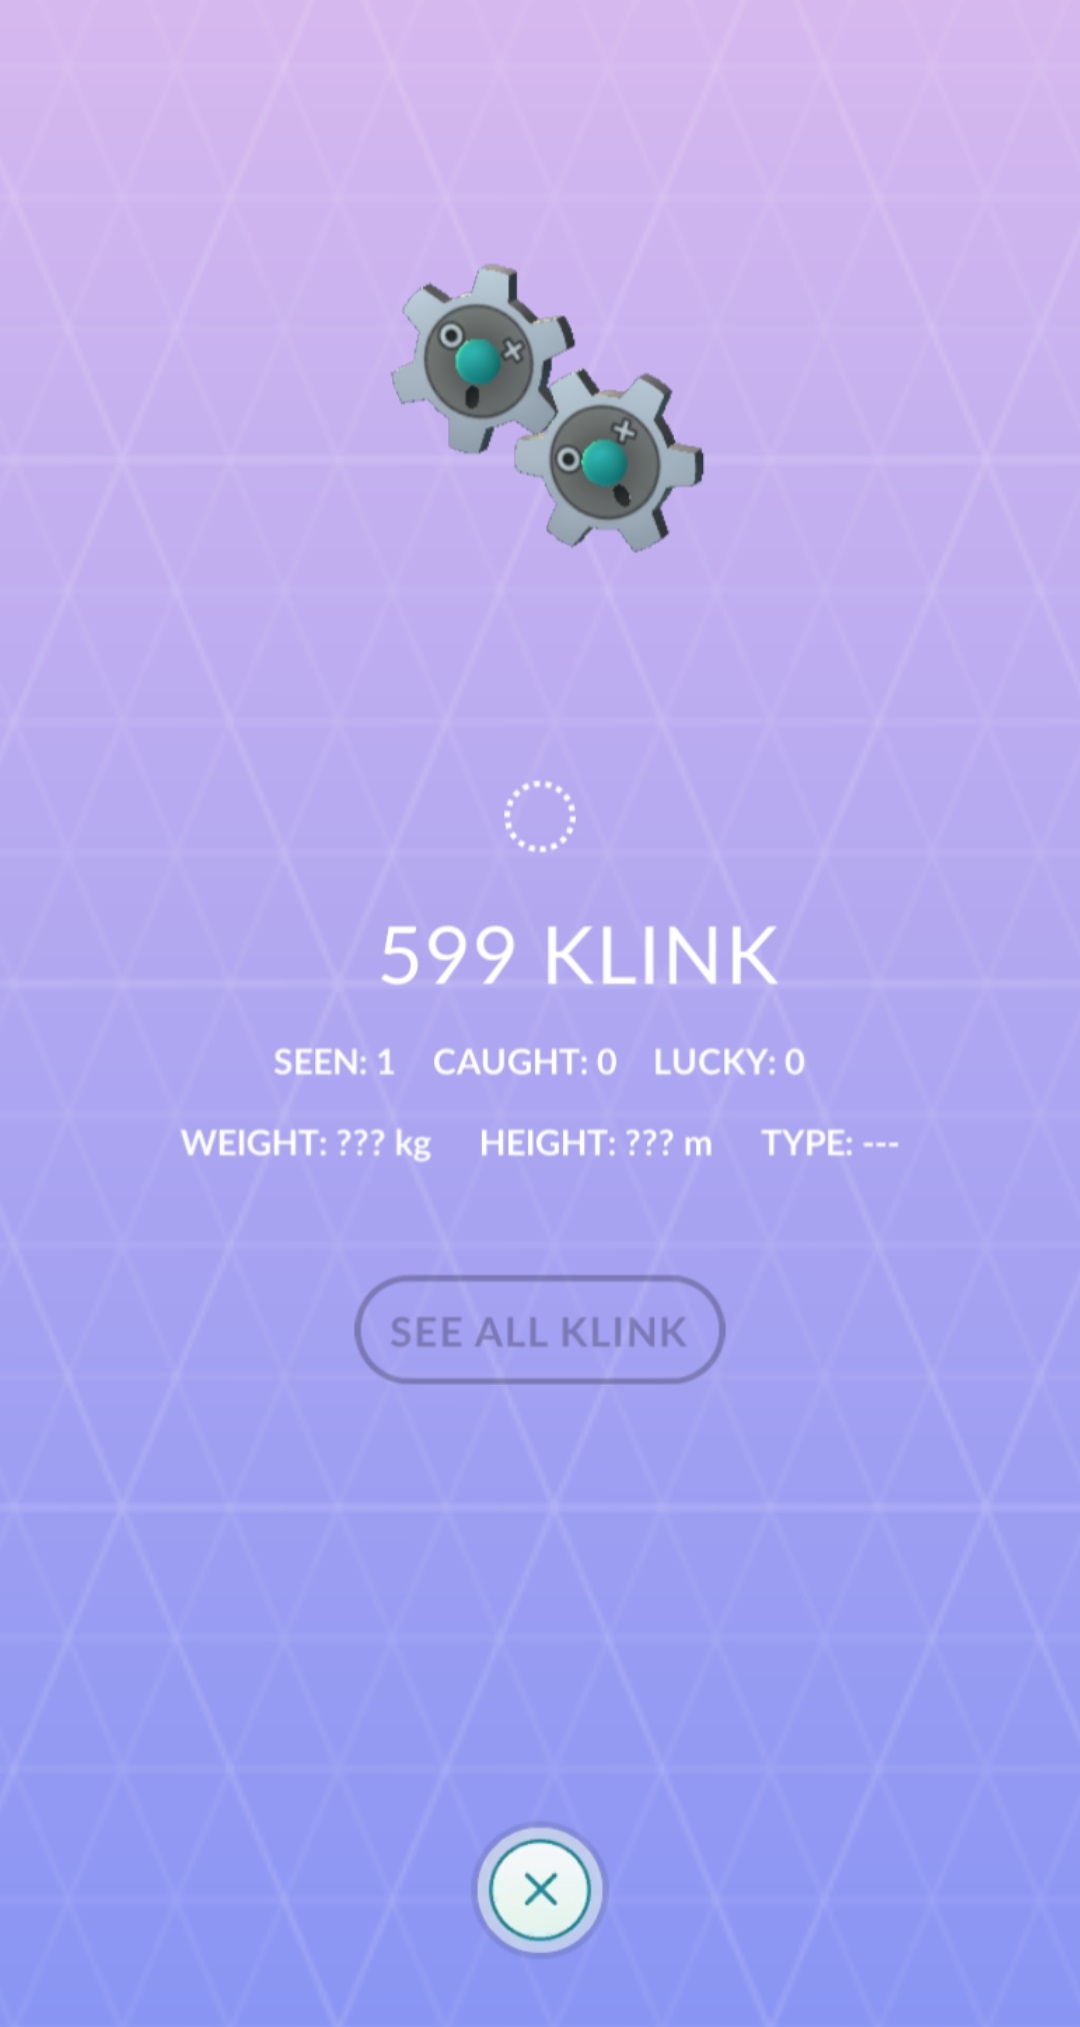 599 KLINK
SEEN: 1 CAUGHT: 0 LUCKY: 0
WEIGHT: ??? kg HEIGHT: ??? m TYPE: ---
SEE ALL KLINK